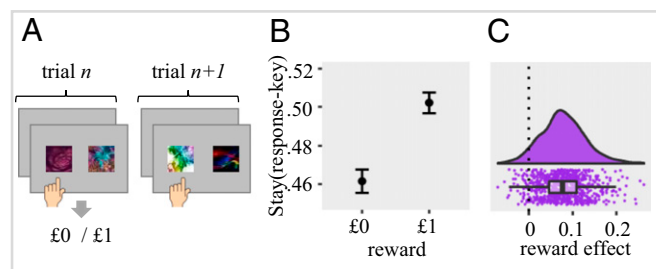 A
trial n
trial n+1
£0 / £1
B
Stay(response-key)
.52
.50
.48
.46
£0
£1
reward
C
0
0.1
0.2
reward effect